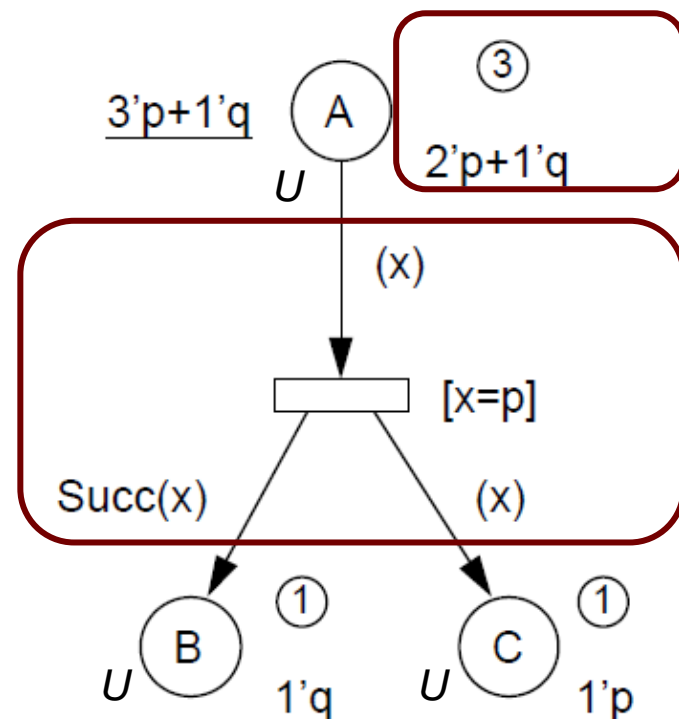 3
3'p+1'q
A
2'p+1'q
U
(x)
[x=p]
Succ(x)
(x)
1
1
B
C
U
U
1'q
1'p